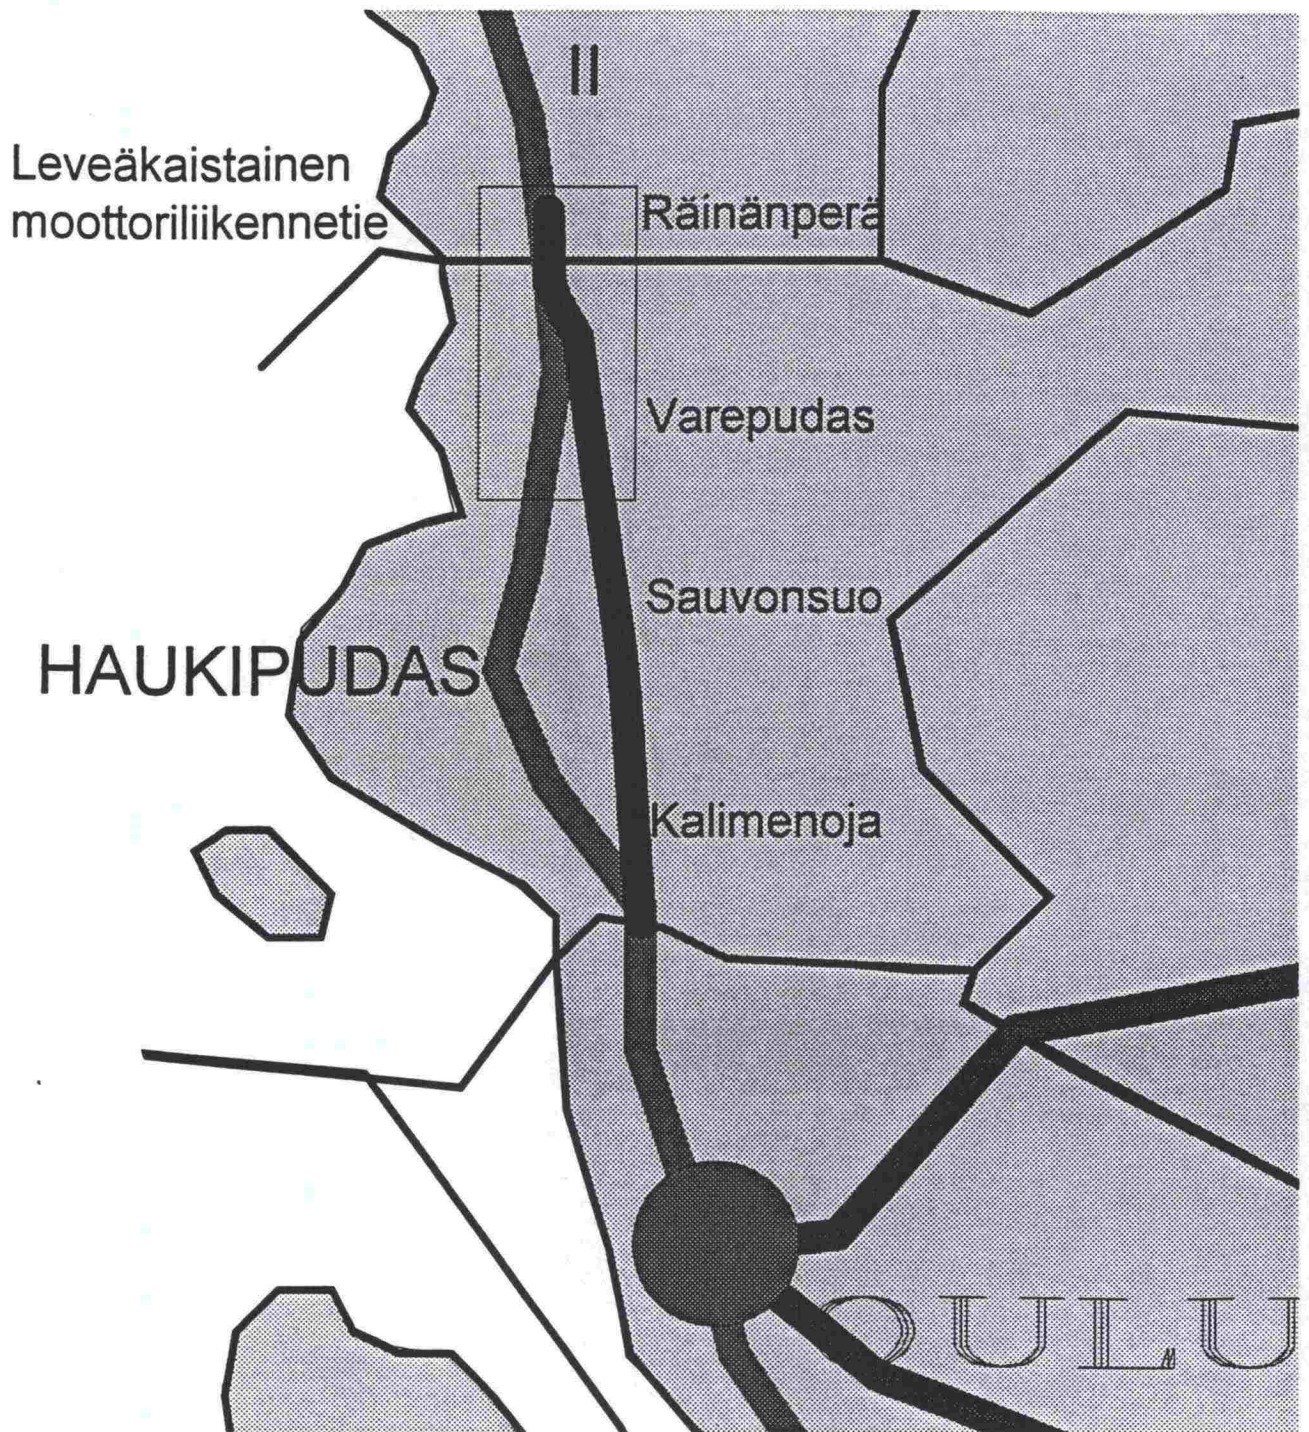 II
Leveäkaistainen
moottoriliikennetie
Räinänperä
Varepudas
Sauvonsuo
HAUKIPUDAS
Kalimenoja
OULU